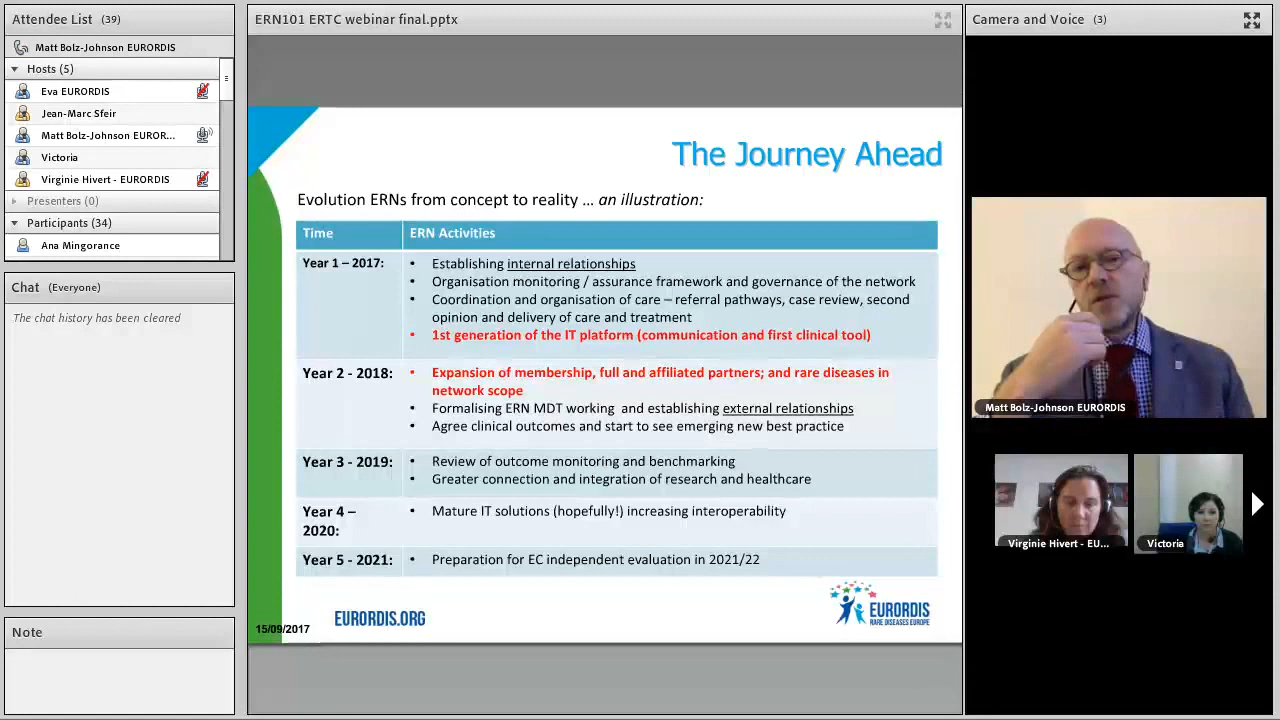 Attendee List (39)
Matt Bolz-Johnson EURORDIS
Hosts (5)
Eva EURORDIS
Jean-Marc Sfeir
Matt Bolz-Johnson EUROR...
Victoria
Virginie Hivert - EURORDIS
Presenters (0)
Participants (34)
Ana Mingorance
Chat (Everyone)
The chat history has been cleared
Note
ERN101 ERTC webinar final.pptx
The Journey Ahead
Evolution ERNs from concept to reality … an illustration:
Time ERN Activities
Year 1 – 2017:
• Establishing internal relationships
• Organisation monitoring / assurance framework and governance of the network
• Coordination and organisation of care – referral pathways, case review, second
opinion and delivery of care and treatment
• 1st generation of the IT platform (communication and first clinical tool)
Year 2 - 2018:
• Expansion of membership, full and affiliated partners; and rare diseases in
network scope
• Formalising ERN MDT working and establishing external relationships
• Agree clinical outcomes and start to see emerging new best practice
Year 3 - 2019:
• Review of outcome monitoring and benchmarking
• Greater connection and integration of research and healthcare
Year 4 –
2020:
• Mature IT solutions (hopefully!) increasing interoperability
Year 5 - 2021:
• Preparation for EC independent evaluation in 2021/22
15/09/2017
EURORDIS.ORG
EURORDIS
RARE DISEASES EUROPE
Camera and Voice (3)
Matt Bolz-Johnson EURORDIS
Virginie Hivert - EU...
Victoria